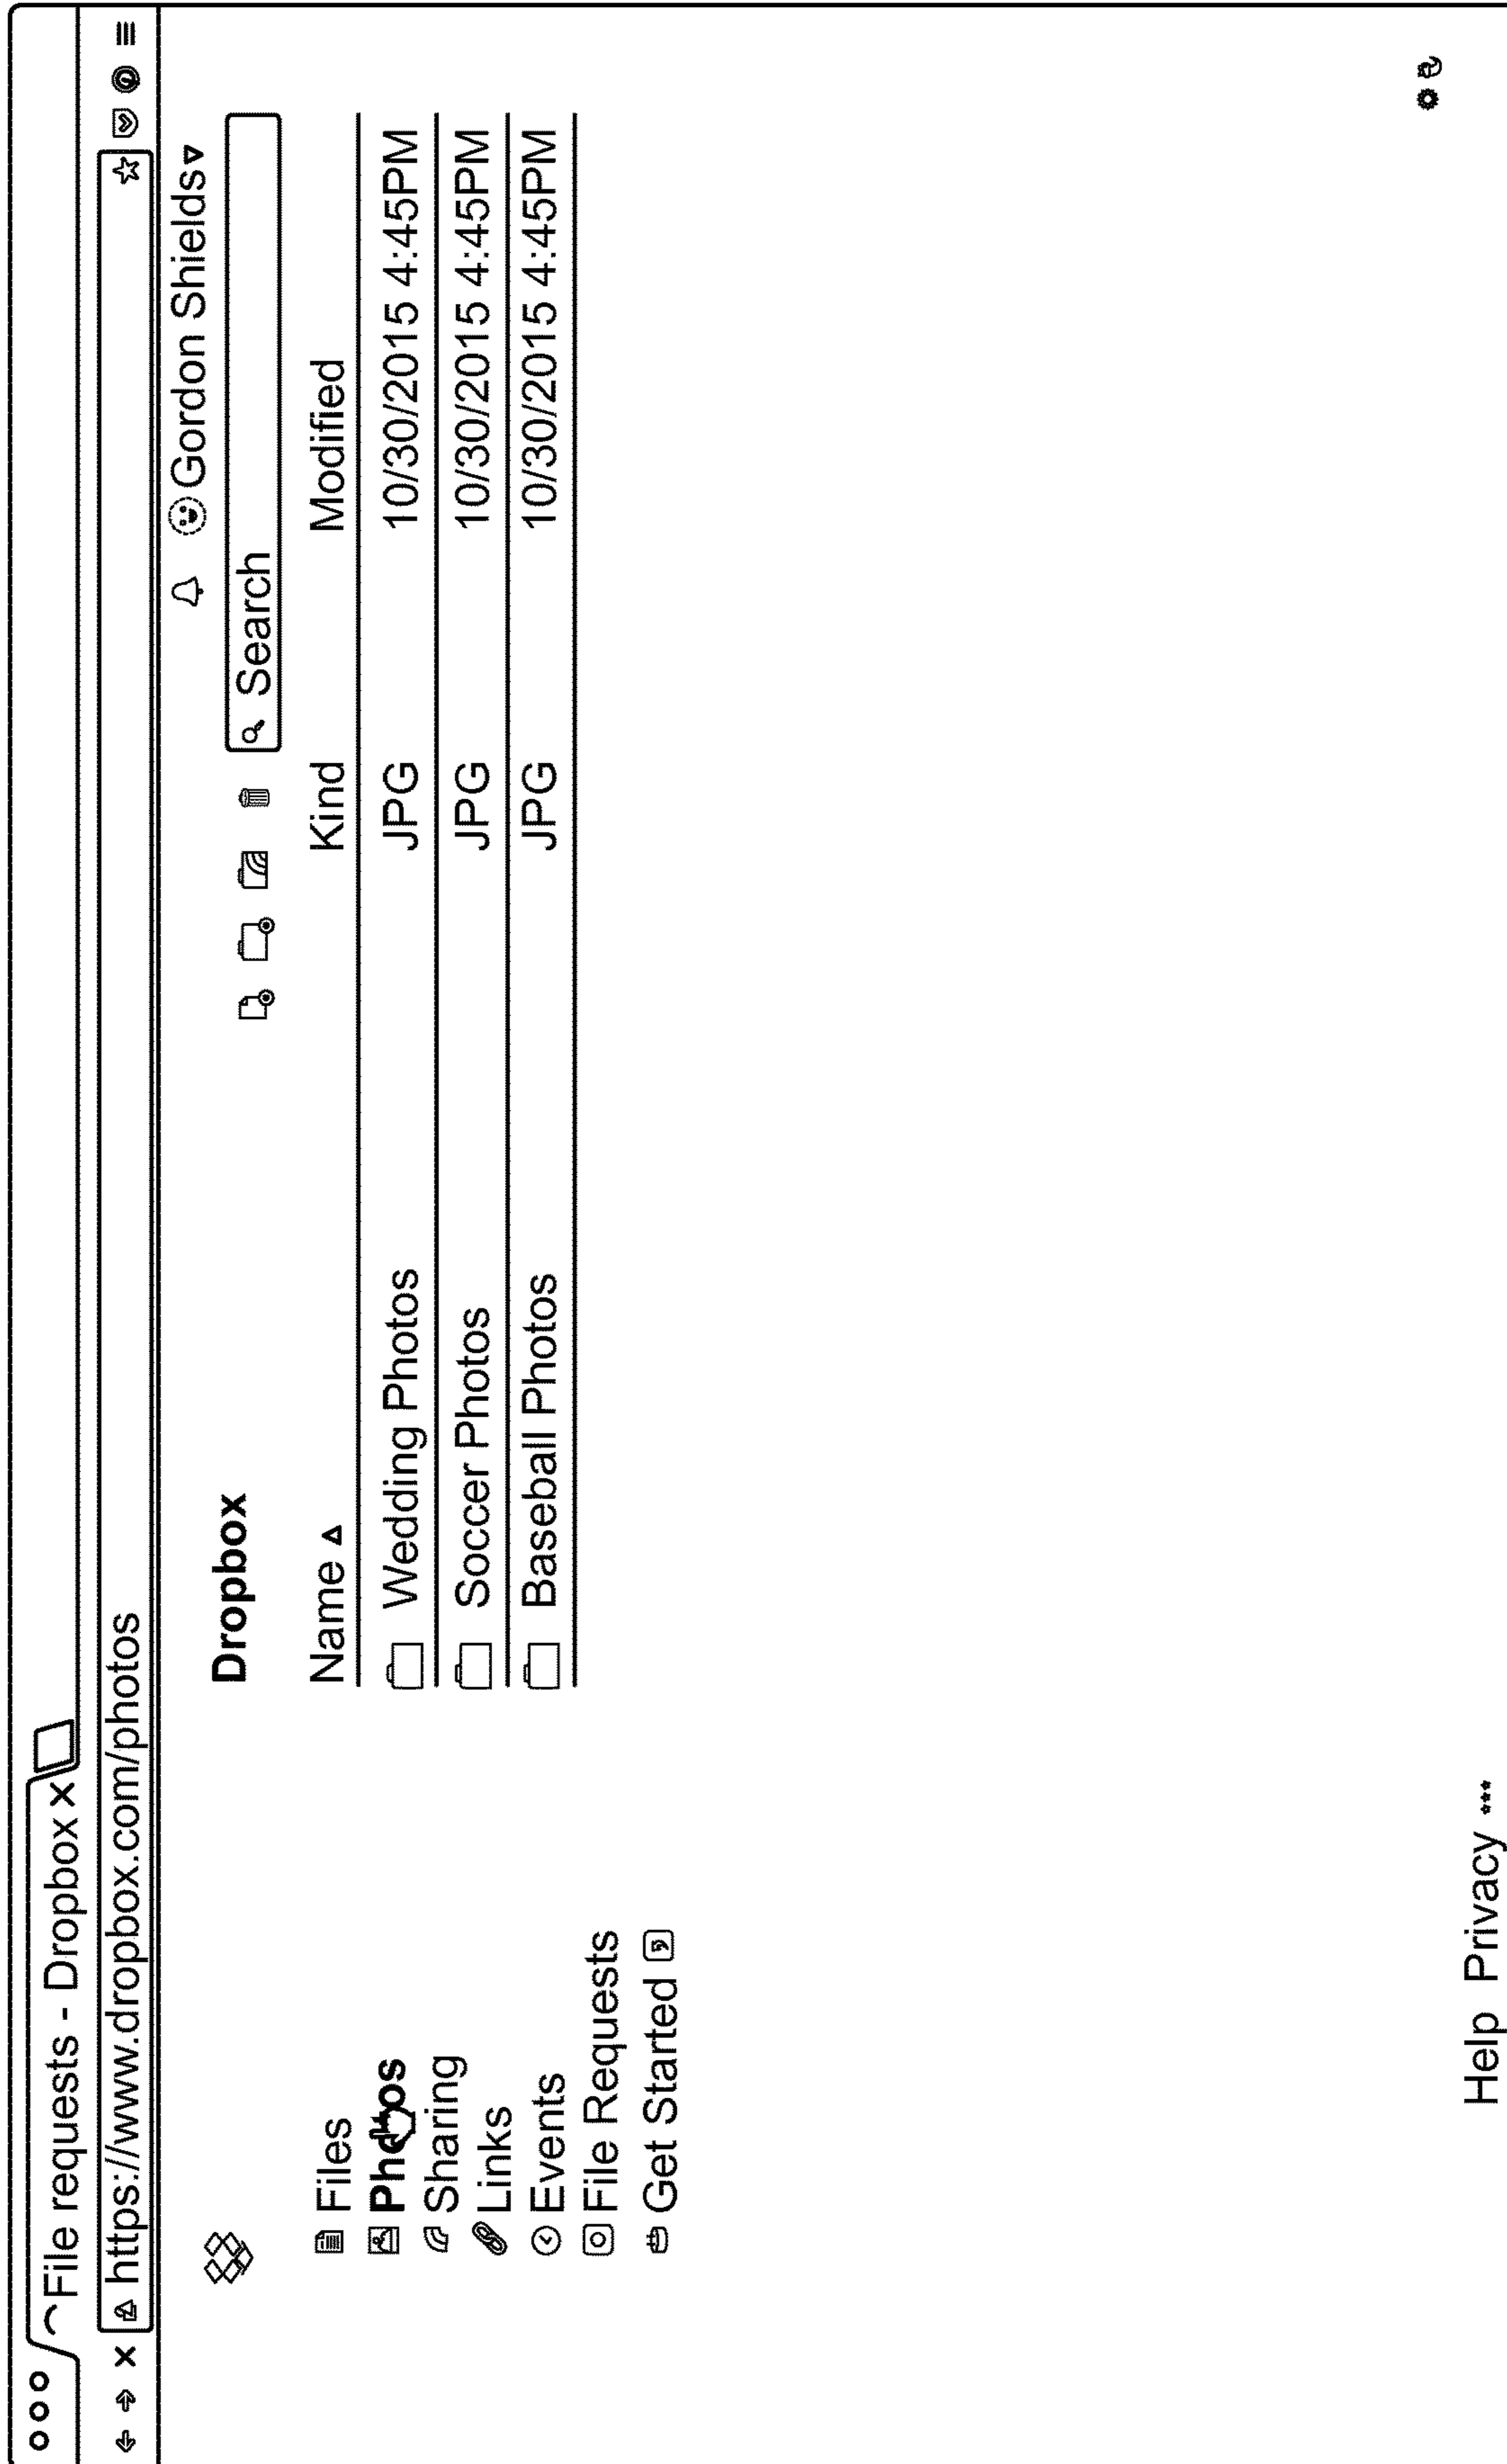 File requests - Dropbox
https://www.dropbox.com/photos
Gordon Shields
Dropbox
Search
Name Kind Modified
Wedding Photos JPG 10/30/2015 4:45PM
Soccer Photos JPG 10/30/2015 4:45PM
Baseball Photos JPG 10/30/2015 4:45PM
Files
Photos
Sharing
Links
Events
File Requests
Get Started
Help Privacy ***